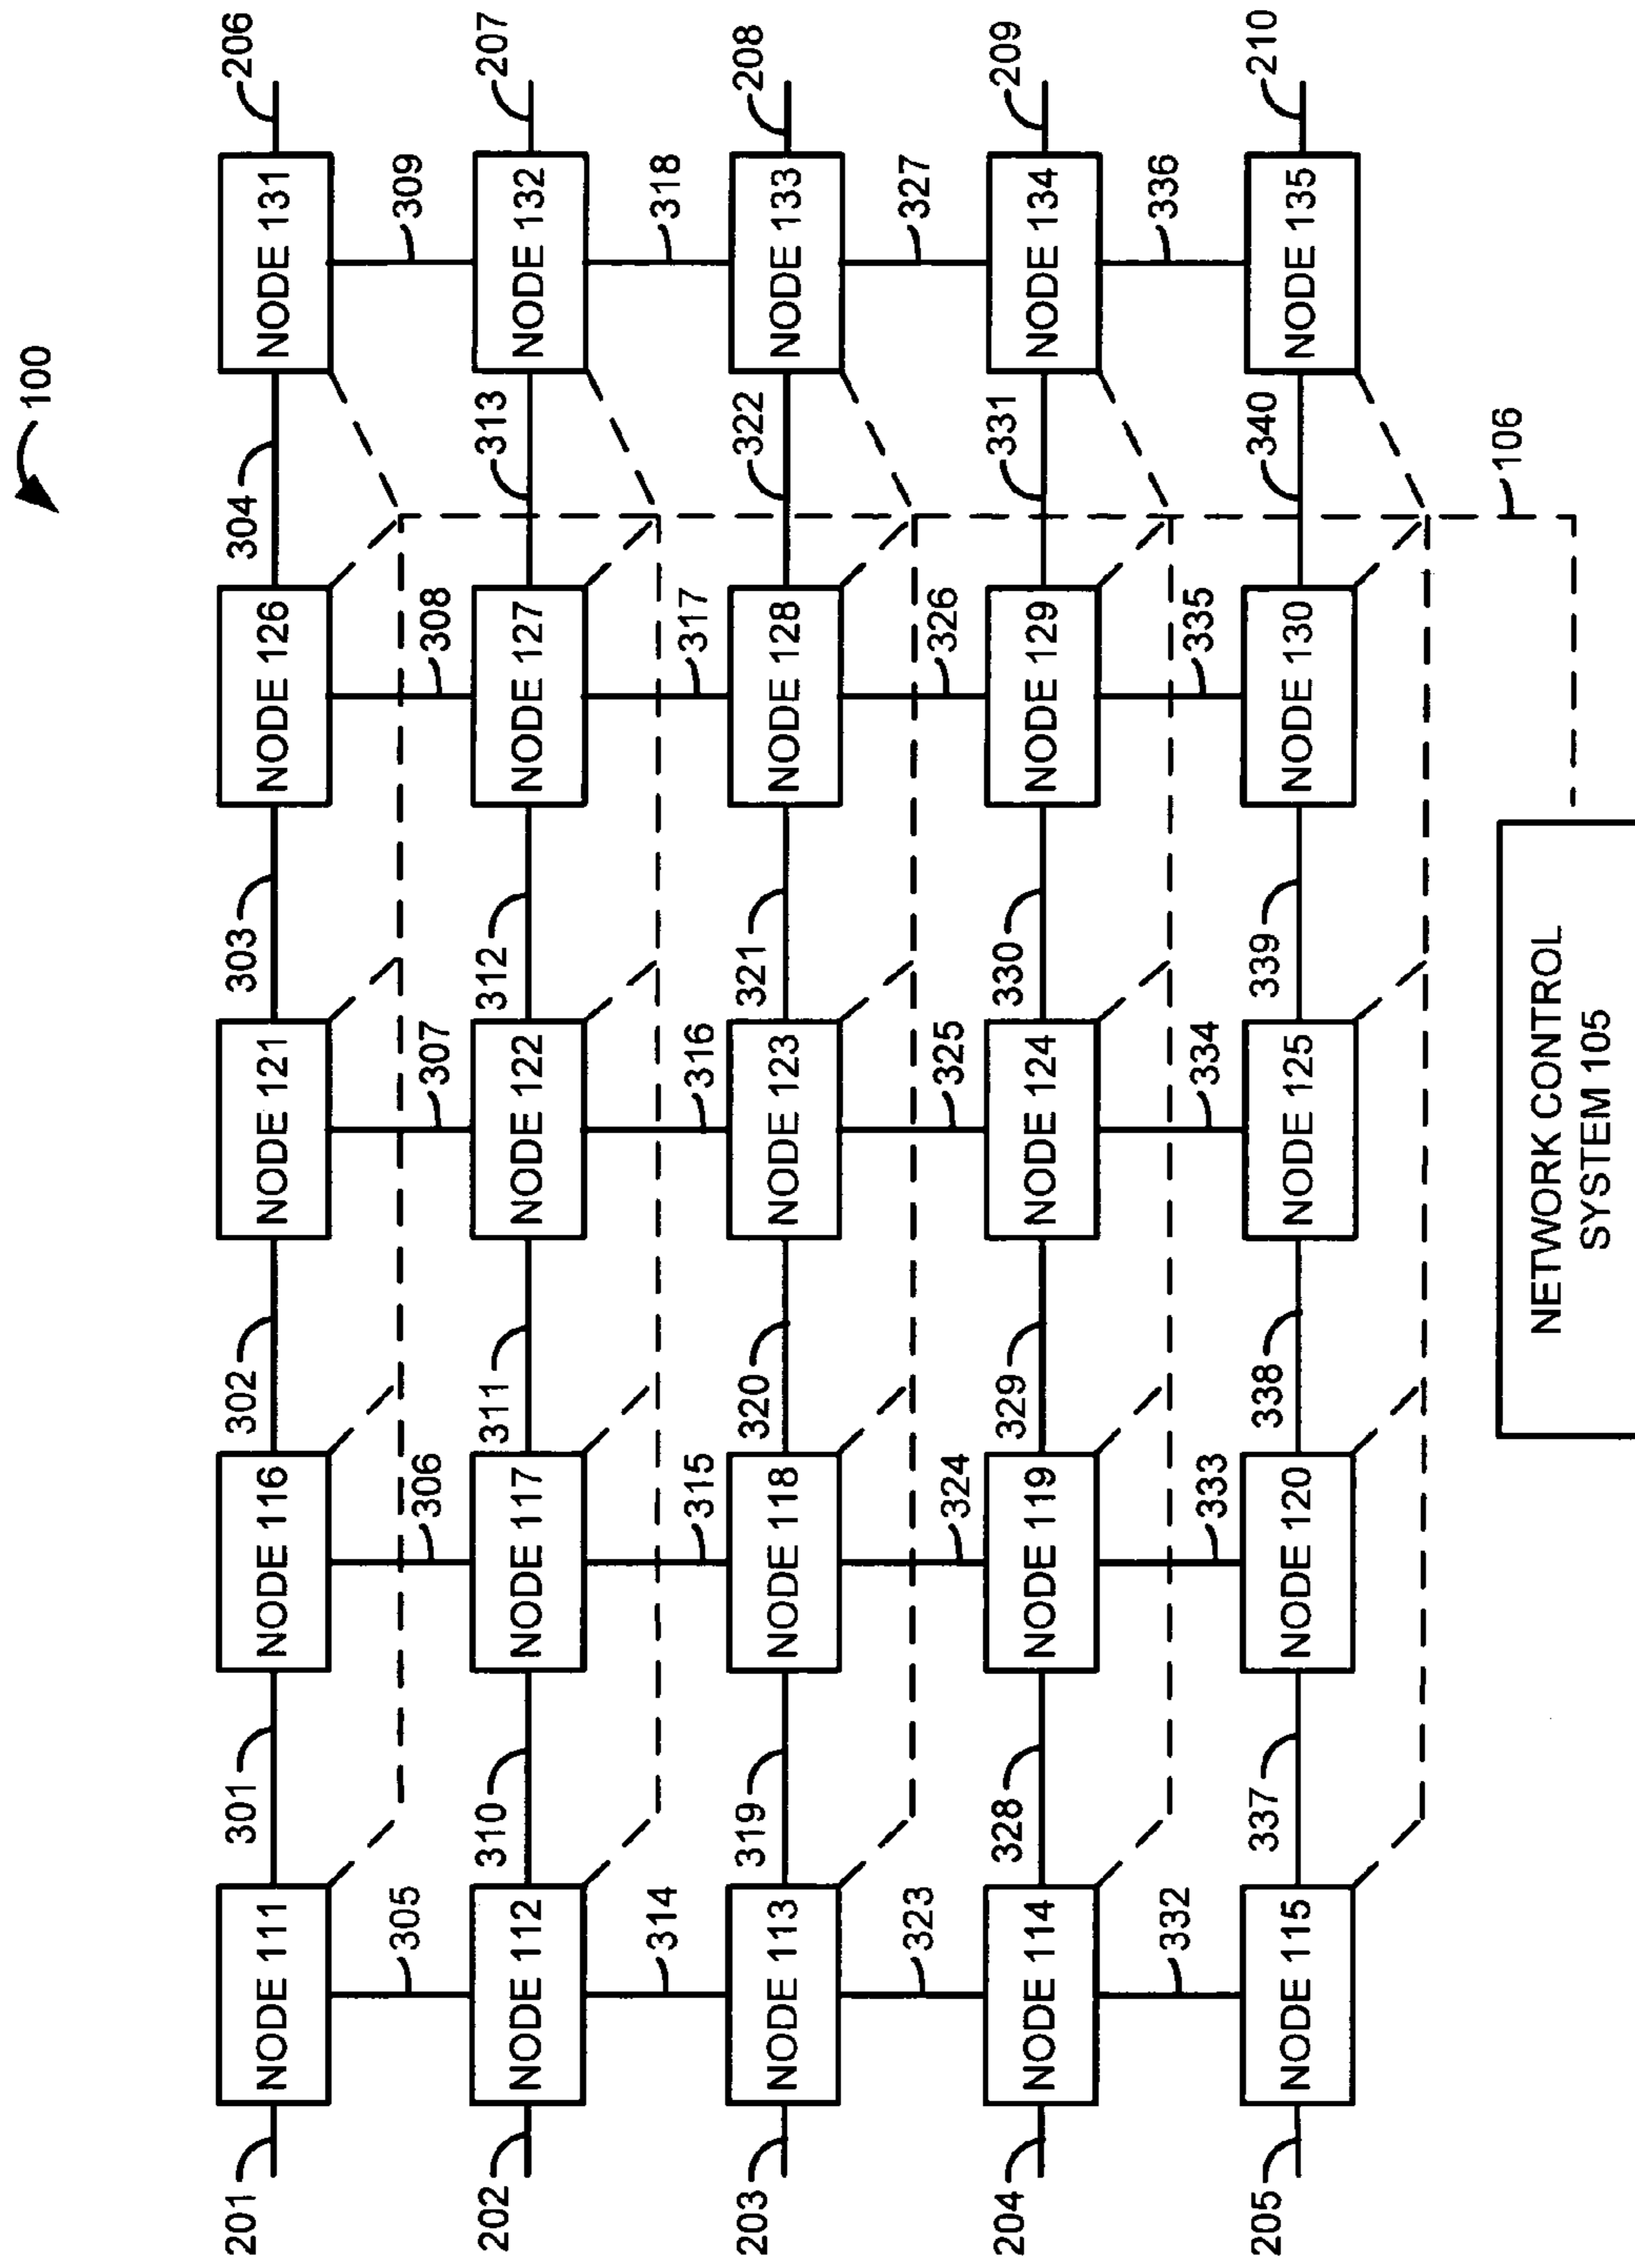 100
201
NODE 111
301
NODE 116
302
NODE 121
303
NODE 126
304
NODE 131
206
305
306
307
308
309
202
NODE 112
310
NODE 117
311
NODE 122
312
NODE 127
313
NODE 132
207
314
315
316
317
318
203
NODE 113
319
NODE 118
320
NODE 123
321
NODE 128
322
NODE 133
208
323
324
325
326
327
204
NODE 114
328
NODE 119
329
NODE 124
330
NODE 129
331
NODE 134
209
332
333
334
335
336
205
NODE 115
337
NODE 120
338
NODE 125
339
NODE 130
340
NODE 135
210
106
NETWORK CONTROL
SYSTEM 105